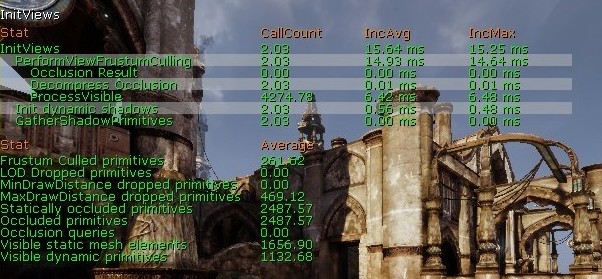 InitViews
Stat CallCount IncAvg IncMax
InitViews 2.03 15.64 ms 15.25 ms
PerformViewFrustumCulling 2.03 14.93 ms 14.64 ms
Occlusion Result 2.03 0.00 ms 0.00 ms
Decompress Occlusion 2.03 0.01 ms 0.01 ms
ProcessVisible 4274.78 6.42 ms 6.48 ms
Init dynamic shadows 2.03 0.56 ms 0.48 ms
GatherShadowPrimitives 2.03 0.00 ms 0.00 ms
Stat Average
Frustum Culled primitives 261.62
LOD Dropped primitives 0.00
MinDrawDistance dropped primitives 0.00
MaxDrawDistance dropped primitives 469.12
Statically occluded primitives 2487.57
Occluded primitives 2487.57
Occlusion queries 0.00
Visible static mesh elements 1656.90
Visible dynamic primitives 1132.68